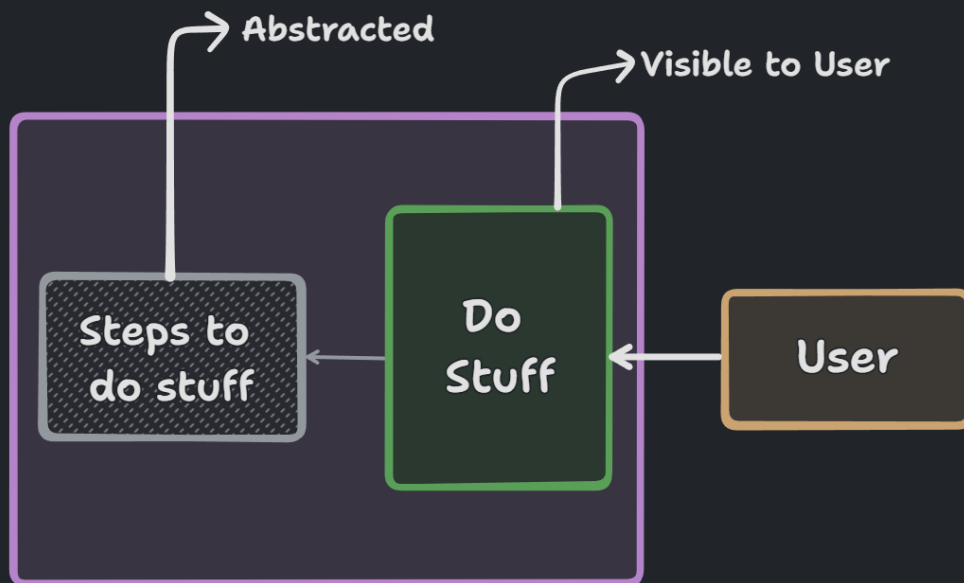 Abstracted
Visible to User
Steps to
do stuff
Do
Stuff
User